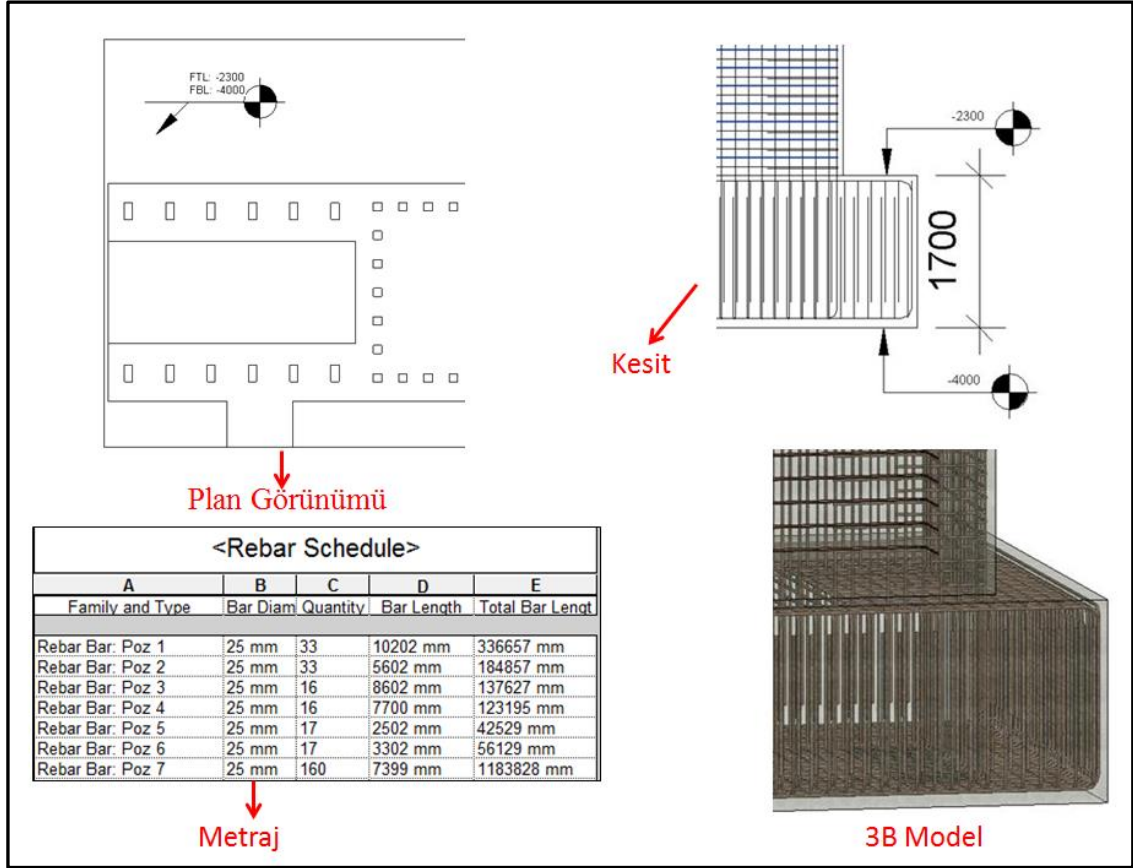 FTL: -2300
FBL: -4000
Plan Görünümü
-2300
1700
-4000
Kesit
<Rebar Schedule>
A B C D E
Family and Type Bar Diam Quantity Bar Length Total Bar Lengt
Rebar Bar: Poz 1 25 mm 33 10202 mm 336657 mm
Rebar Bar: Poz 2 25 mm 33 5602 mm 184857 mm
Rebar Bar: Poz 3 25 mm 16 8602 mm 137627 mm
Rebar Bar: Poz 4 25 mm 16 7700 mm 123195 mm
Rebar Bar: Poz 5 25 mm 17 2502 mm 42529 mm
Rebar Bar: Poz 6 25 mm 17 3302 mm 56129 mm
Rebar Bar: Poz 7 25 mm 160 7399 mm 1183828 mm
Metraj
3B Model